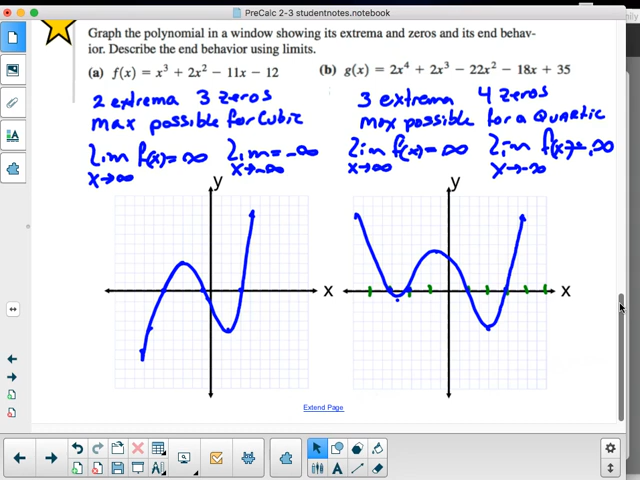 PreCalc 2-3 studentnotes.notebook
Graph the polynomial in a window showing its extrema and zeros and its end behav-
ior. Describe the end behavior using limits.
(a) f(x) = x³ + 2x² − 11x − 12 (b) g(x) = 2x⁴ + 2x³ − 22x² − 18x + 35
2 extrema 3 zeros 3 extrema 4 zeros
max possible for Cubic max possible for a Quartic
Lim f(x) = ∞ Lim = -∞ Lim f(x) = ∞ Lim f(x) = ∞
x→∞ x→-∞ x→∞ x→-∞
y y
x x
Extend Page